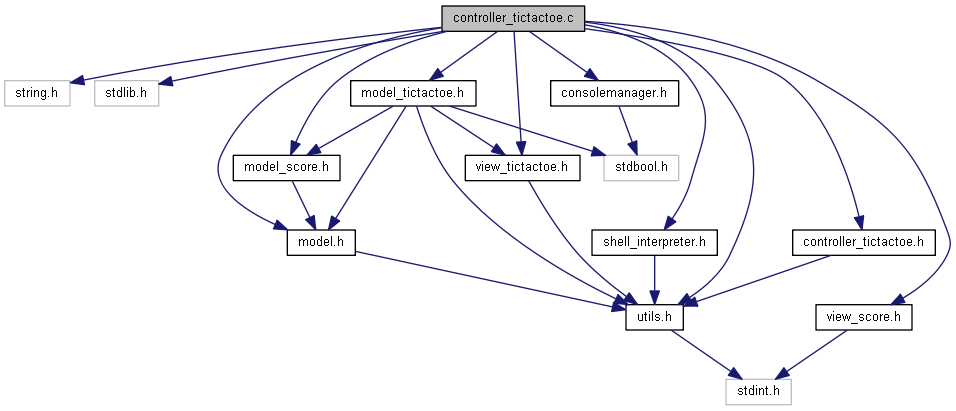 controller_tictactoe.c
string.h
stdlib.h
model_tictactoe.h
consolemanager.h
model_score.h
view_tictactoe.h
stdbool.h
model.h
shell_interpreter.h
controller_tictactoe.h
utils.h
view_score.h
stdint.h